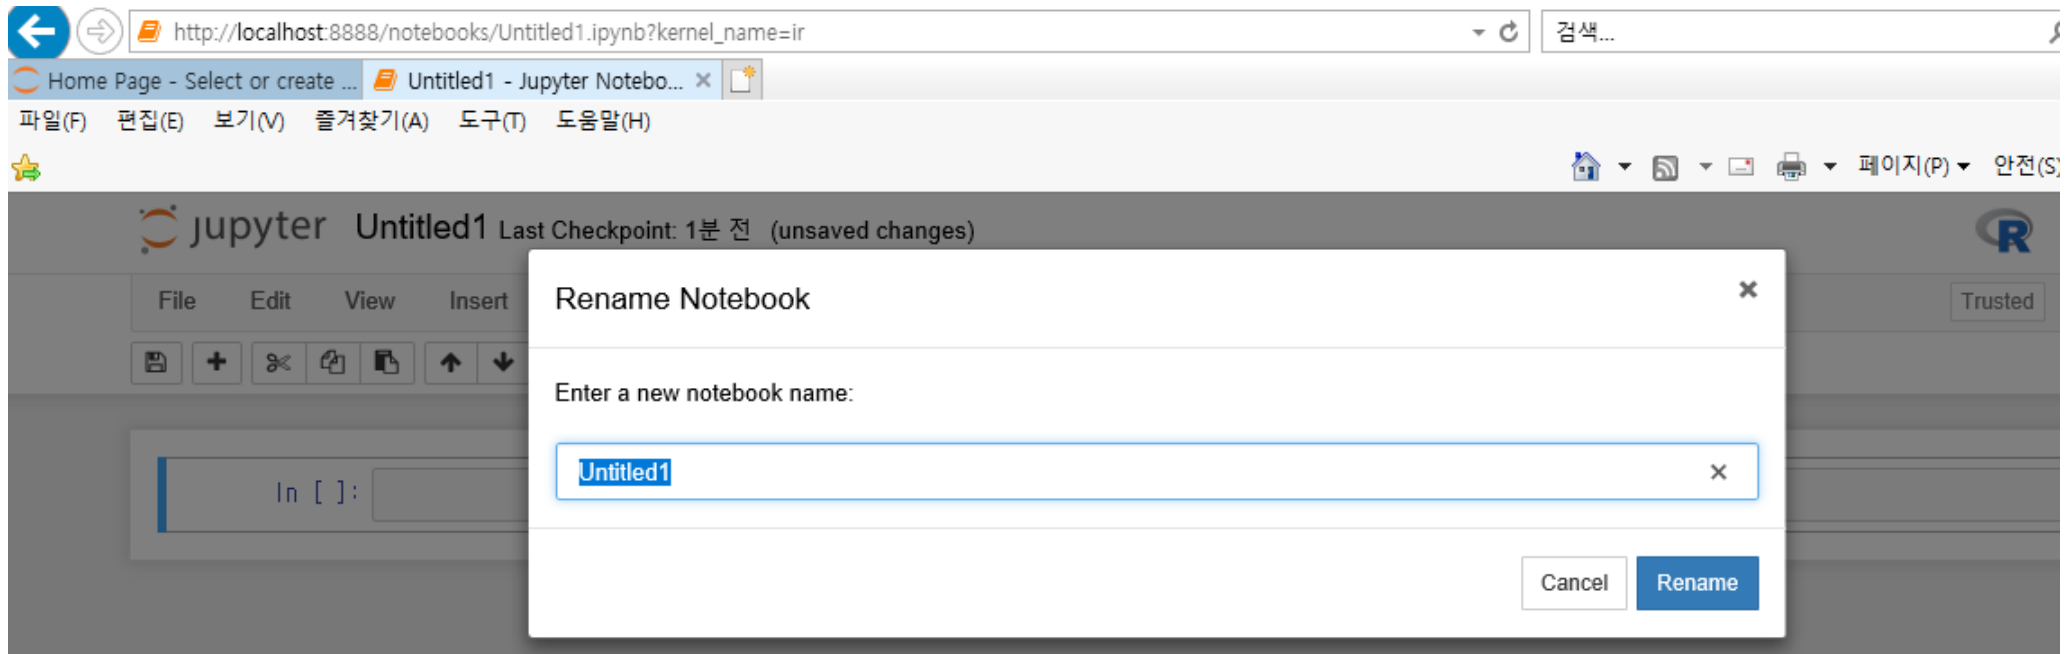 http://localhost:8888/notebooks/Untitled1.ipynb?kernel_name=ir 검색...
Home Page - Select or create ... Untitled1 - Jupyter Notebo...
파일(F) 편집(E) 보기(V) 즐겨찾기(A) 도구(T) 도움말(H)
페이지(P) 안전(S)
jupyter Untitled1 Last Checkpoint: 1분 전 (unsaved changes) R
File Edit View Insert Trusted
Rename Notebook
Enter a new notebook name:
Untitled1
In [ ]:
Cancel Rename